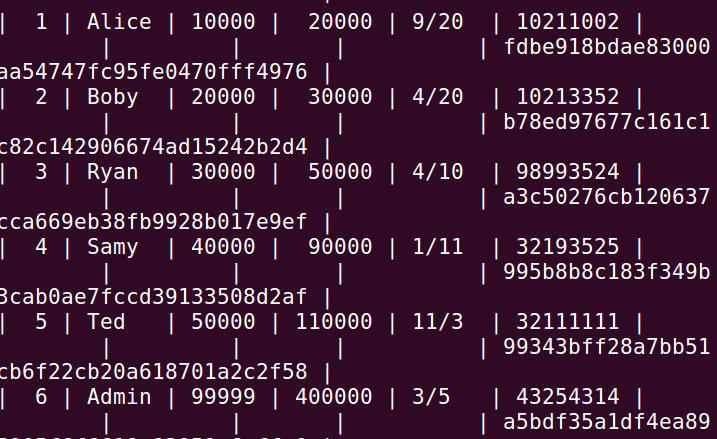 | 1 | Alice | 10000 | 20000 | 9/20 | 10211002 |
| | | | fdbe918bdae83000
aa54747fc95fe0470fff4976 |
| 2 | Boby | 20000 | 30000 | 4/20 | 10213352 |
| | | | b78ed97677c161c1
c82c142906674ad15242b2d4 |
| 3 | Ryan | 30000 | 50000 | 4/10 | 98993524 |
| | | | a3c50276cb120637
cca669eb38fb9928b017e9ef |
| 4 | Samy | 40000 | 90000 | 1/11 | 32193525 |
| | | | 995b8b8c183f349b
3cab0ae7fccd39133508d2af |
| 5 | Ted | 50000 | 110000 | 11/3 | 32111111 |
| | | | 99343bff28a7bb51
cb6f22cb20a618701a2c2f58 |
| 6 | Admin | 99999 | 400000 | 3/5 | 43254314 |
| | | | a5bdf35a1df4ea89